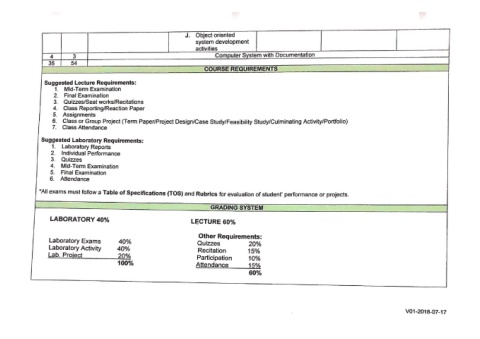 J. Object oriented
system development
activities
4 3 Computer System with Documentation
36 54
COURSE REQUIREMENTS
Suggested Lecture Requirements:
1. Mid-Term Examination
2. Final Examination
3. Quizzes/Seat works/Recitations
4. Class Reporting/Reaction Paper
5. Assignments
6. Class or Group Project (Term Paper/Project Design/Case Study/Feasibility Study/Culminating Activity/Portfolio)
7. Class Attendance
Suggested Laboratory Requirements:
1. Laboratory Reports
2. Individual Performance
3. Quizzes
4. Mid-Term Examination
5. Final Examination
6. Attendance
*All exams must follow a Table of Specifications (TOS) and Rubrics for evaluation of student' performance or projects.
GRADING SYSTEM
LABORATORY 40% LECTURE 60%
Other Requirements:
Laboratory Exams 40% Quizzes 20%
Laboratory Activity 40% Recitation 15%
Lab. Project 20% Participation 10%
100% Attendance 15%
60%
V01-2018-07-17